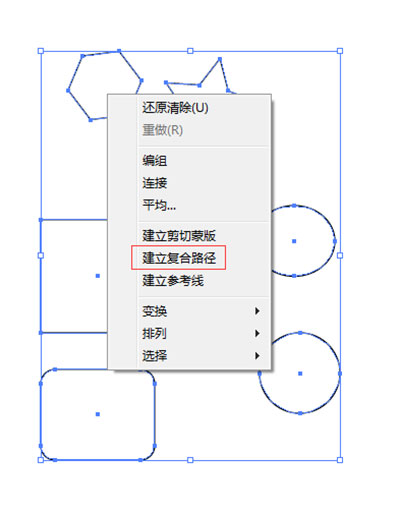 还原清除(U)
重做(R)
编组
连接
平均...
建立剪切蒙版
建立复合路径
建立参考线
变换
排列
选择